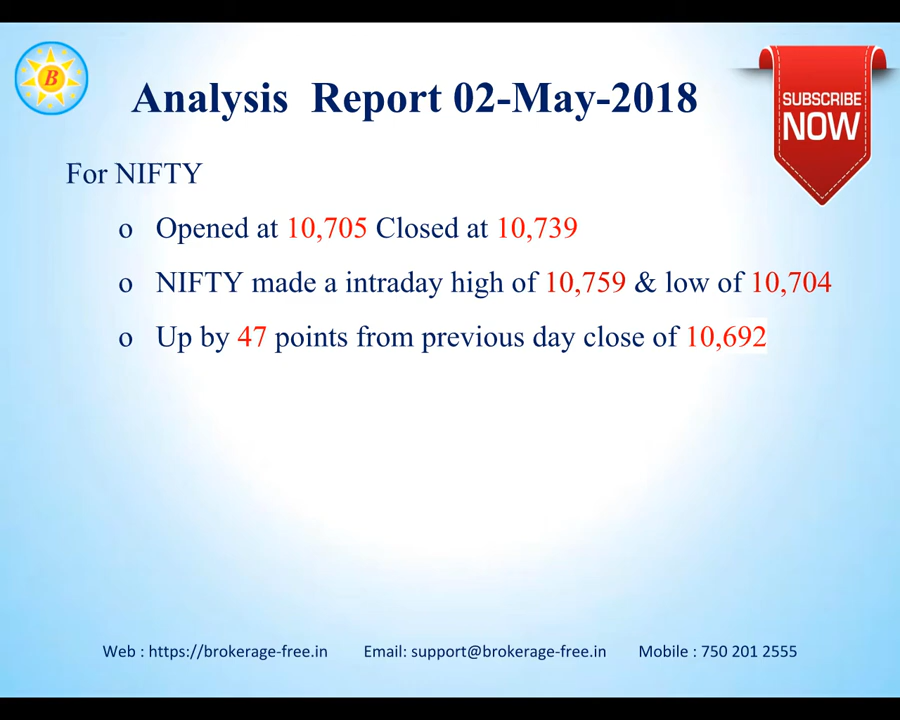 B
Analysis Report 02-May-2018
SUBSCRIBE
NOW
For NIFTY
o Opened at 10,705 Closed at 10,739
o NIFTY made a intraday high of 10,759 & low of 10,704
o Up by 47 points from previous day close of 10,692
Web : https://brokerage-free.in Email: support@brokerage-free.in Mobile : 750 201 2555